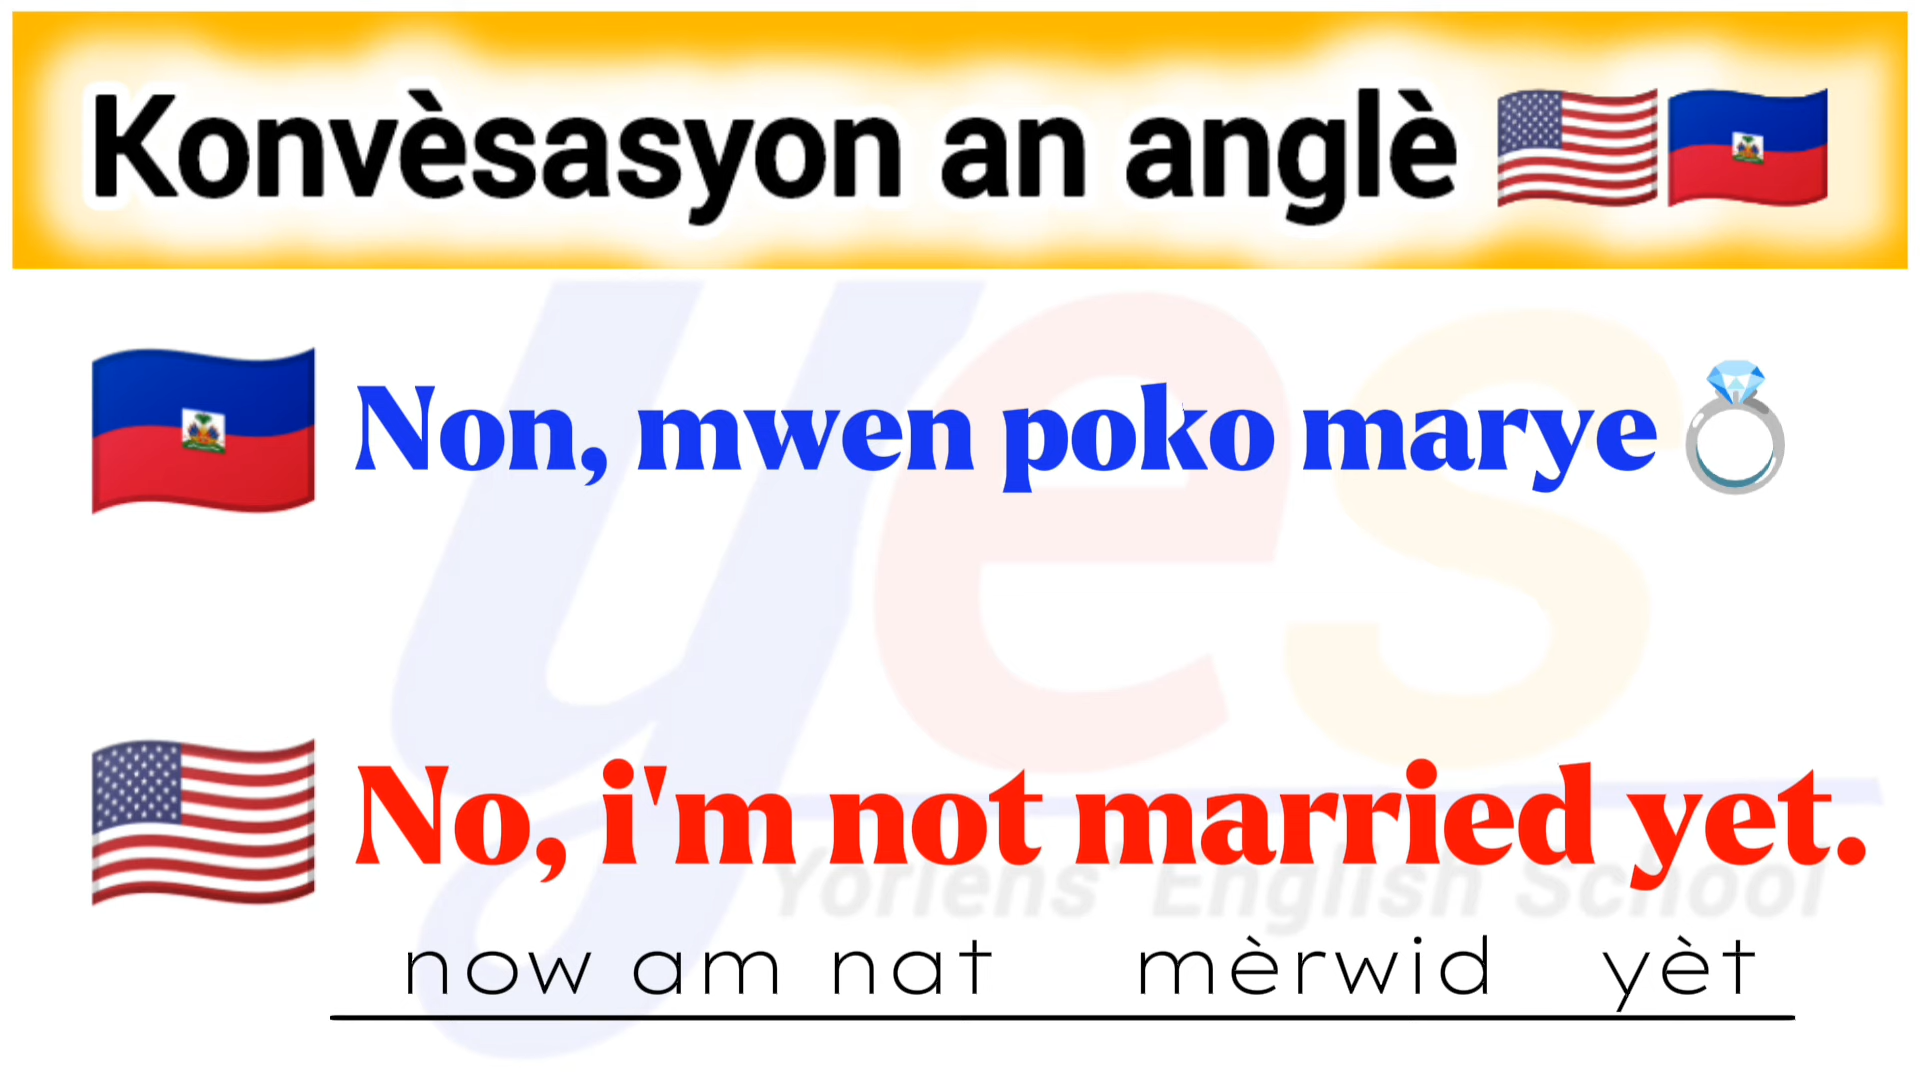 Konvèsasyon an anglè
Non, mwen poko marye
No, i'm not married yet.
yes
Yoriens' English School
now am nat mèrwid yèt